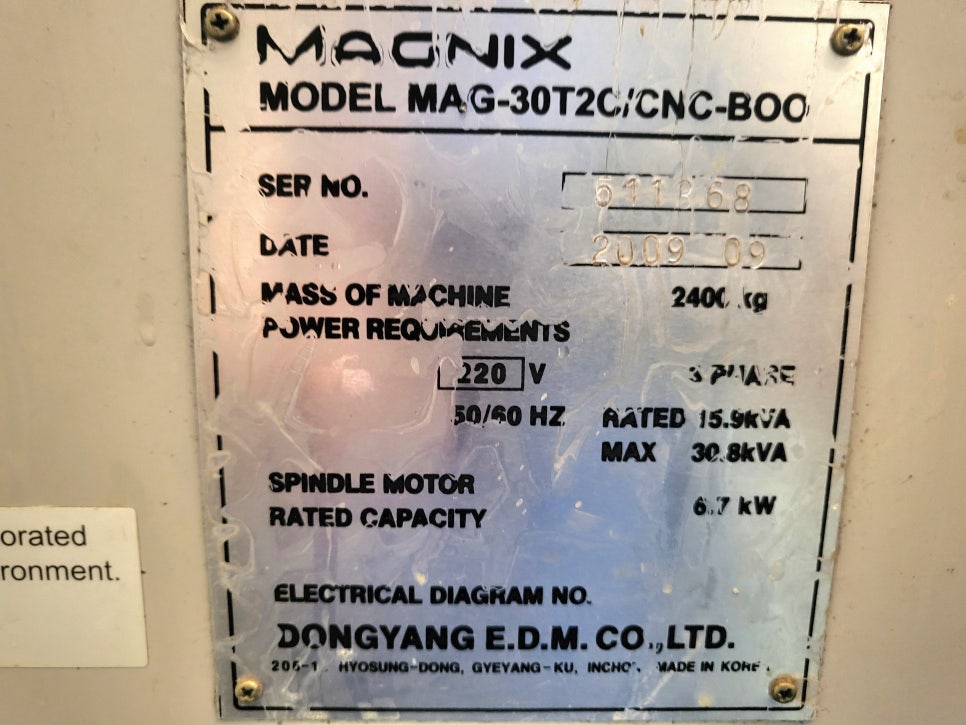 MAGNIX
MODEL MAG-30T2C/CNC-BOO
SER NO.
DATE 2009 09
MASS OF MACHINE 2400 kg
POWER REQUIREMENTS
220 V 3 PHASE
50/60 HZ RATED 15.9kVA
MAX 30.8kVA
SPINDLE MOTOR
RATED CAPACITY 6.7 kW
orated
ronment.
ELECTRICAL DIAGRAM NO.
DONGYANG E.D.M. CO.,LTD.
HYOSUNG-DONG, GYEYANG-KU, MADE IN